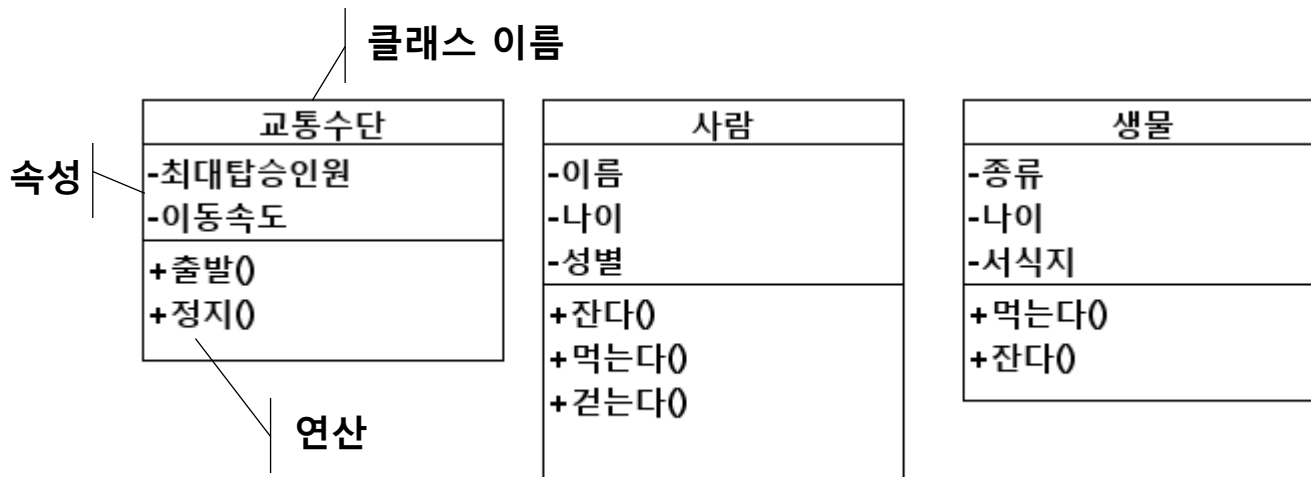 클래스 이름
교통수단
속성
-최대탑승인원
-이동속도
+출발()
+정지()
연산
사람
-이름
-나이
-성별
+잔다()
+먹는다()
+걷는다()
생물
-종류
-나이
-서식지
+먹는다()
+잔다()